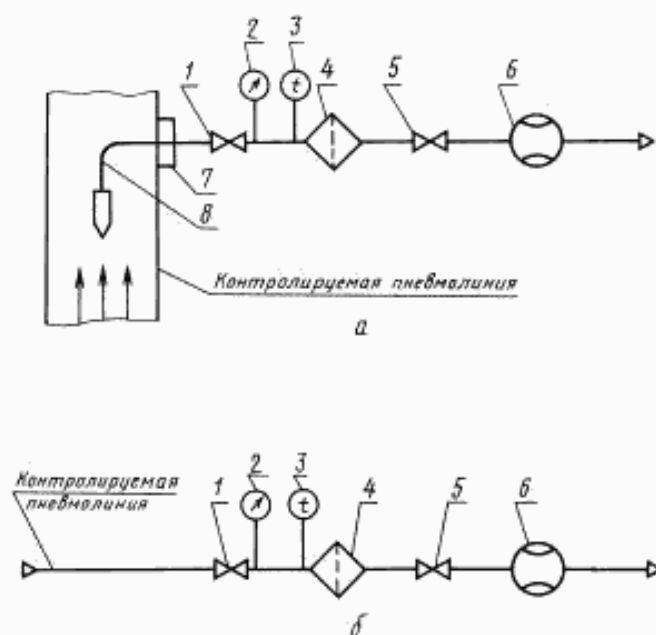 2 3 4 5 6
1
7
8
Контролируемая пневмолиния
а
Контролируемая
пневмолиния
1 2 3 4 5 6
б